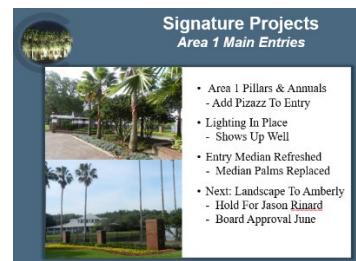 Signature Projects
Area 1 Main Entries
• Area 1 Pillars & Annuals
- Add Pizazz To Entry
• Lighting In Place
- Shows Up Well
• Entry Median Refreshed
- Median Palms Replaced
• Next: Landscape To Amberly
- Hold For Jason Rinard
- Board Approval June